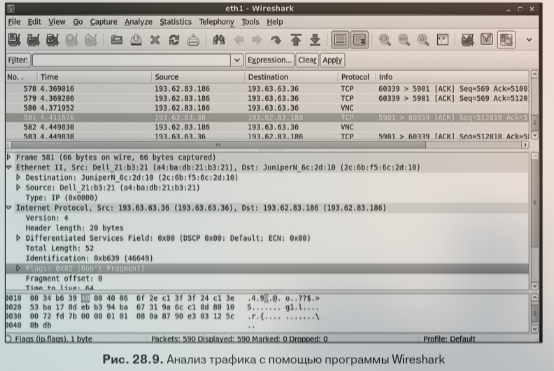 eth1 - Wireshark
File Edit View Go Capture Analyze Statistics Telephony Tools Help
Filter: Expression... Clear Apply
No. . Time Source Destination Protocol Info
578 4.369016 193.62.83.186 193.63.63.36 TCP 60339 > 5901 [ACK] Seq=569 Ack=5100
579 4.369206 193.62.83.186 193.63.63.36 TCP 60339 > 5901 [ACK] Seq=569 Ack=5120
580 4.371952 193.62.83.186 193.63.63.36 VNC
581 4.411676 193.63.63.36 193.62.83.186 TCP 5901 > 60339 [ACK] Seq=512818 Ack=5
582 4.449830 193.62.83.186 193.63.63.36 VNC
583 4.449838 193.63.63.36 193.62.83.186 TCP 5901 > 60339 [ACK] Seq=512818 Ack=5
Frame 581 (66 bytes on wire, 66 bytes captured)
Ethernet II, Src: Dell_21:b3:21 (a4:ba:db:21:b3:21), Dst: JuniperN_6c:2d:10 (2c:6b:f5:6c:2d:10)
Destination: JuniperN_6c:2d:10 (2c:6b:f5:6c:2d:10)
Source: Dell_21:b3:21 (a4:ba:db:21:b3:21)
Type: IP (0x0800)
Internet Protocol, Src: 193.63.63.36 (193.63.63.36), Dst: 193.62.83.186 (193.62.83.186)
Version: 4
Header length: 20 bytes
Differentiated Services Field: 0x00 (DSCP 0x00: Default; ECN: 0x00)
Total Length: 52
Identification: 0xb639 (46649)
Flags: 0x02 (Don't Fragment)
Fragment offset: 0
Time to live: 64
0010 00 34 b6 39 00 40 06 6f 2e c1 3f 3f 24 c1 3e
0020 53 ba 17 0d eb b3 94 ba 67 31 9a 6c c1 8d 80 10
0030 00 72 fd 7b 00 00 01 01 08 0a 87 90 e3 03 12 5c
0040 8b db
Flags (ip.flags), 1 byte Packets: 590 Displayed: 590 Marked: 0 Dropped: 0 Profile: Default
Рис. 28.9. Анализ трафика с помощью программы Wireshark